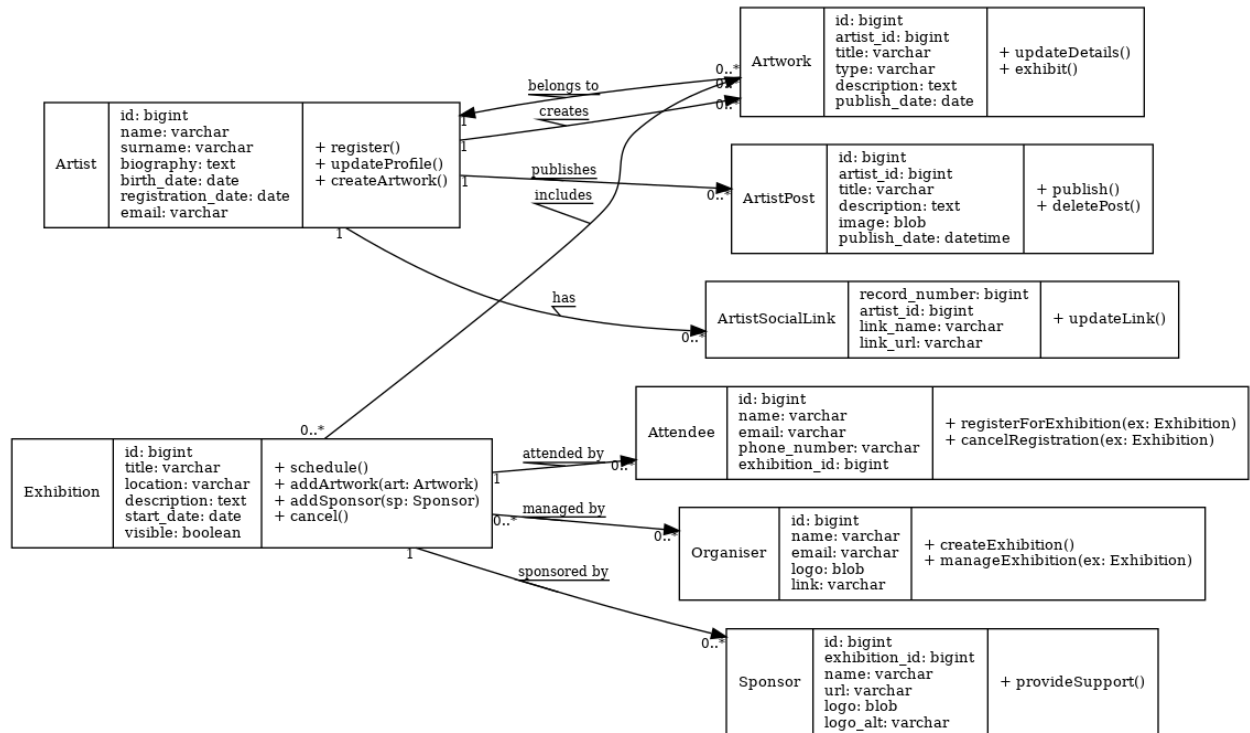 Artwork
id: bigint
artist_id: bigint
title: varchar
type: varchar
description: text
publish_date: date
+ updateDetails()
+ exhibit()
belongs to
0..*
0..*
0..*
creates
1
1
1
Artist
id: bigint
name: varchar
surname: varchar
biography: text
birth_date: date
registration_date: date
email: varchar
+ register()
+ updateProfile()
+ createArtwork()
1
publishes
0..*
includes
ArtistPost
id: bigint
artist_id: bigint
title: varchar
description: text
image: blob
publish_date: datetime
+ publish()
+ deletePost()
has
0..*
ArtistSocialLink
record_number: bigint
artist_id: bigint
link_name: varchar
link_url: varchar
+ updateLink()
0..*
Exhibition
id: bigint
title: varchar
location: varchar
description: text
start_date: date
visible: boolean
+ schedule()
+ addArtwork(art: Artwork)
+ addSponsor(sp: Sponsor)
+ cancel()
attended by
1
0..*
Attendee
id: bigint
name: varchar
email: varchar
phone_number: varchar
exhibition_id: bigint
+ registerForExhibition(ex: Exhibition)
+ cancelRegistration(ex: Exhibition)
managed by
0..*
0..*
Organiser
id: bigint
name: varchar
email: varchar
logo: blob
link: varchar
+ createExhibition()
+ manageExhibition(ex: Exhibition)
1
sponsored by
0..*
Sponsor
id: bigint
exhibition_id: bigint
name: varchar
url: varchar
logo: blob
logo_alt: varchar
+ provideSupport()